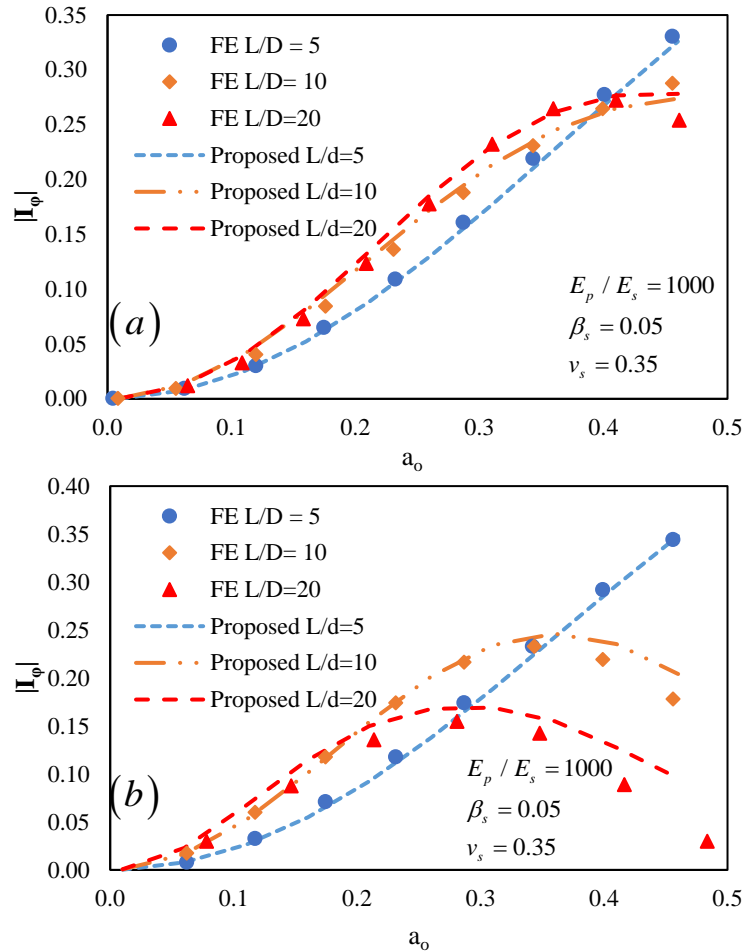 0.35
0.30
0.25
0.20
0.15
0.10
0.05
0.00
|I_φ|
FE L/D = 5
FE L/D= 10
FE L/D=20
Proposed L/d=5
Proposed L/d=10
Proposed L/d=20
E_p / E_s = 1000
β_s = 0.05
ν_s = 0.35
(a)
0.0 0.1 0.2 0.3 0.4 0.5
a_o
0.40
0.35
0.30
0.25
0.20
0.15
0.10
0.05
0.00
|I_φ|
FE L/D = 5
FE L/D= 10
FE L/D=20
Proposed L/d=5
Proposed L/d=10
Proposed L/d=20
E_p / E_s = 1000
β_s = 0.05
ν_s = 0.35
(b)
0.0 0.1 0.2 0.3 0.4 0.5
a_o